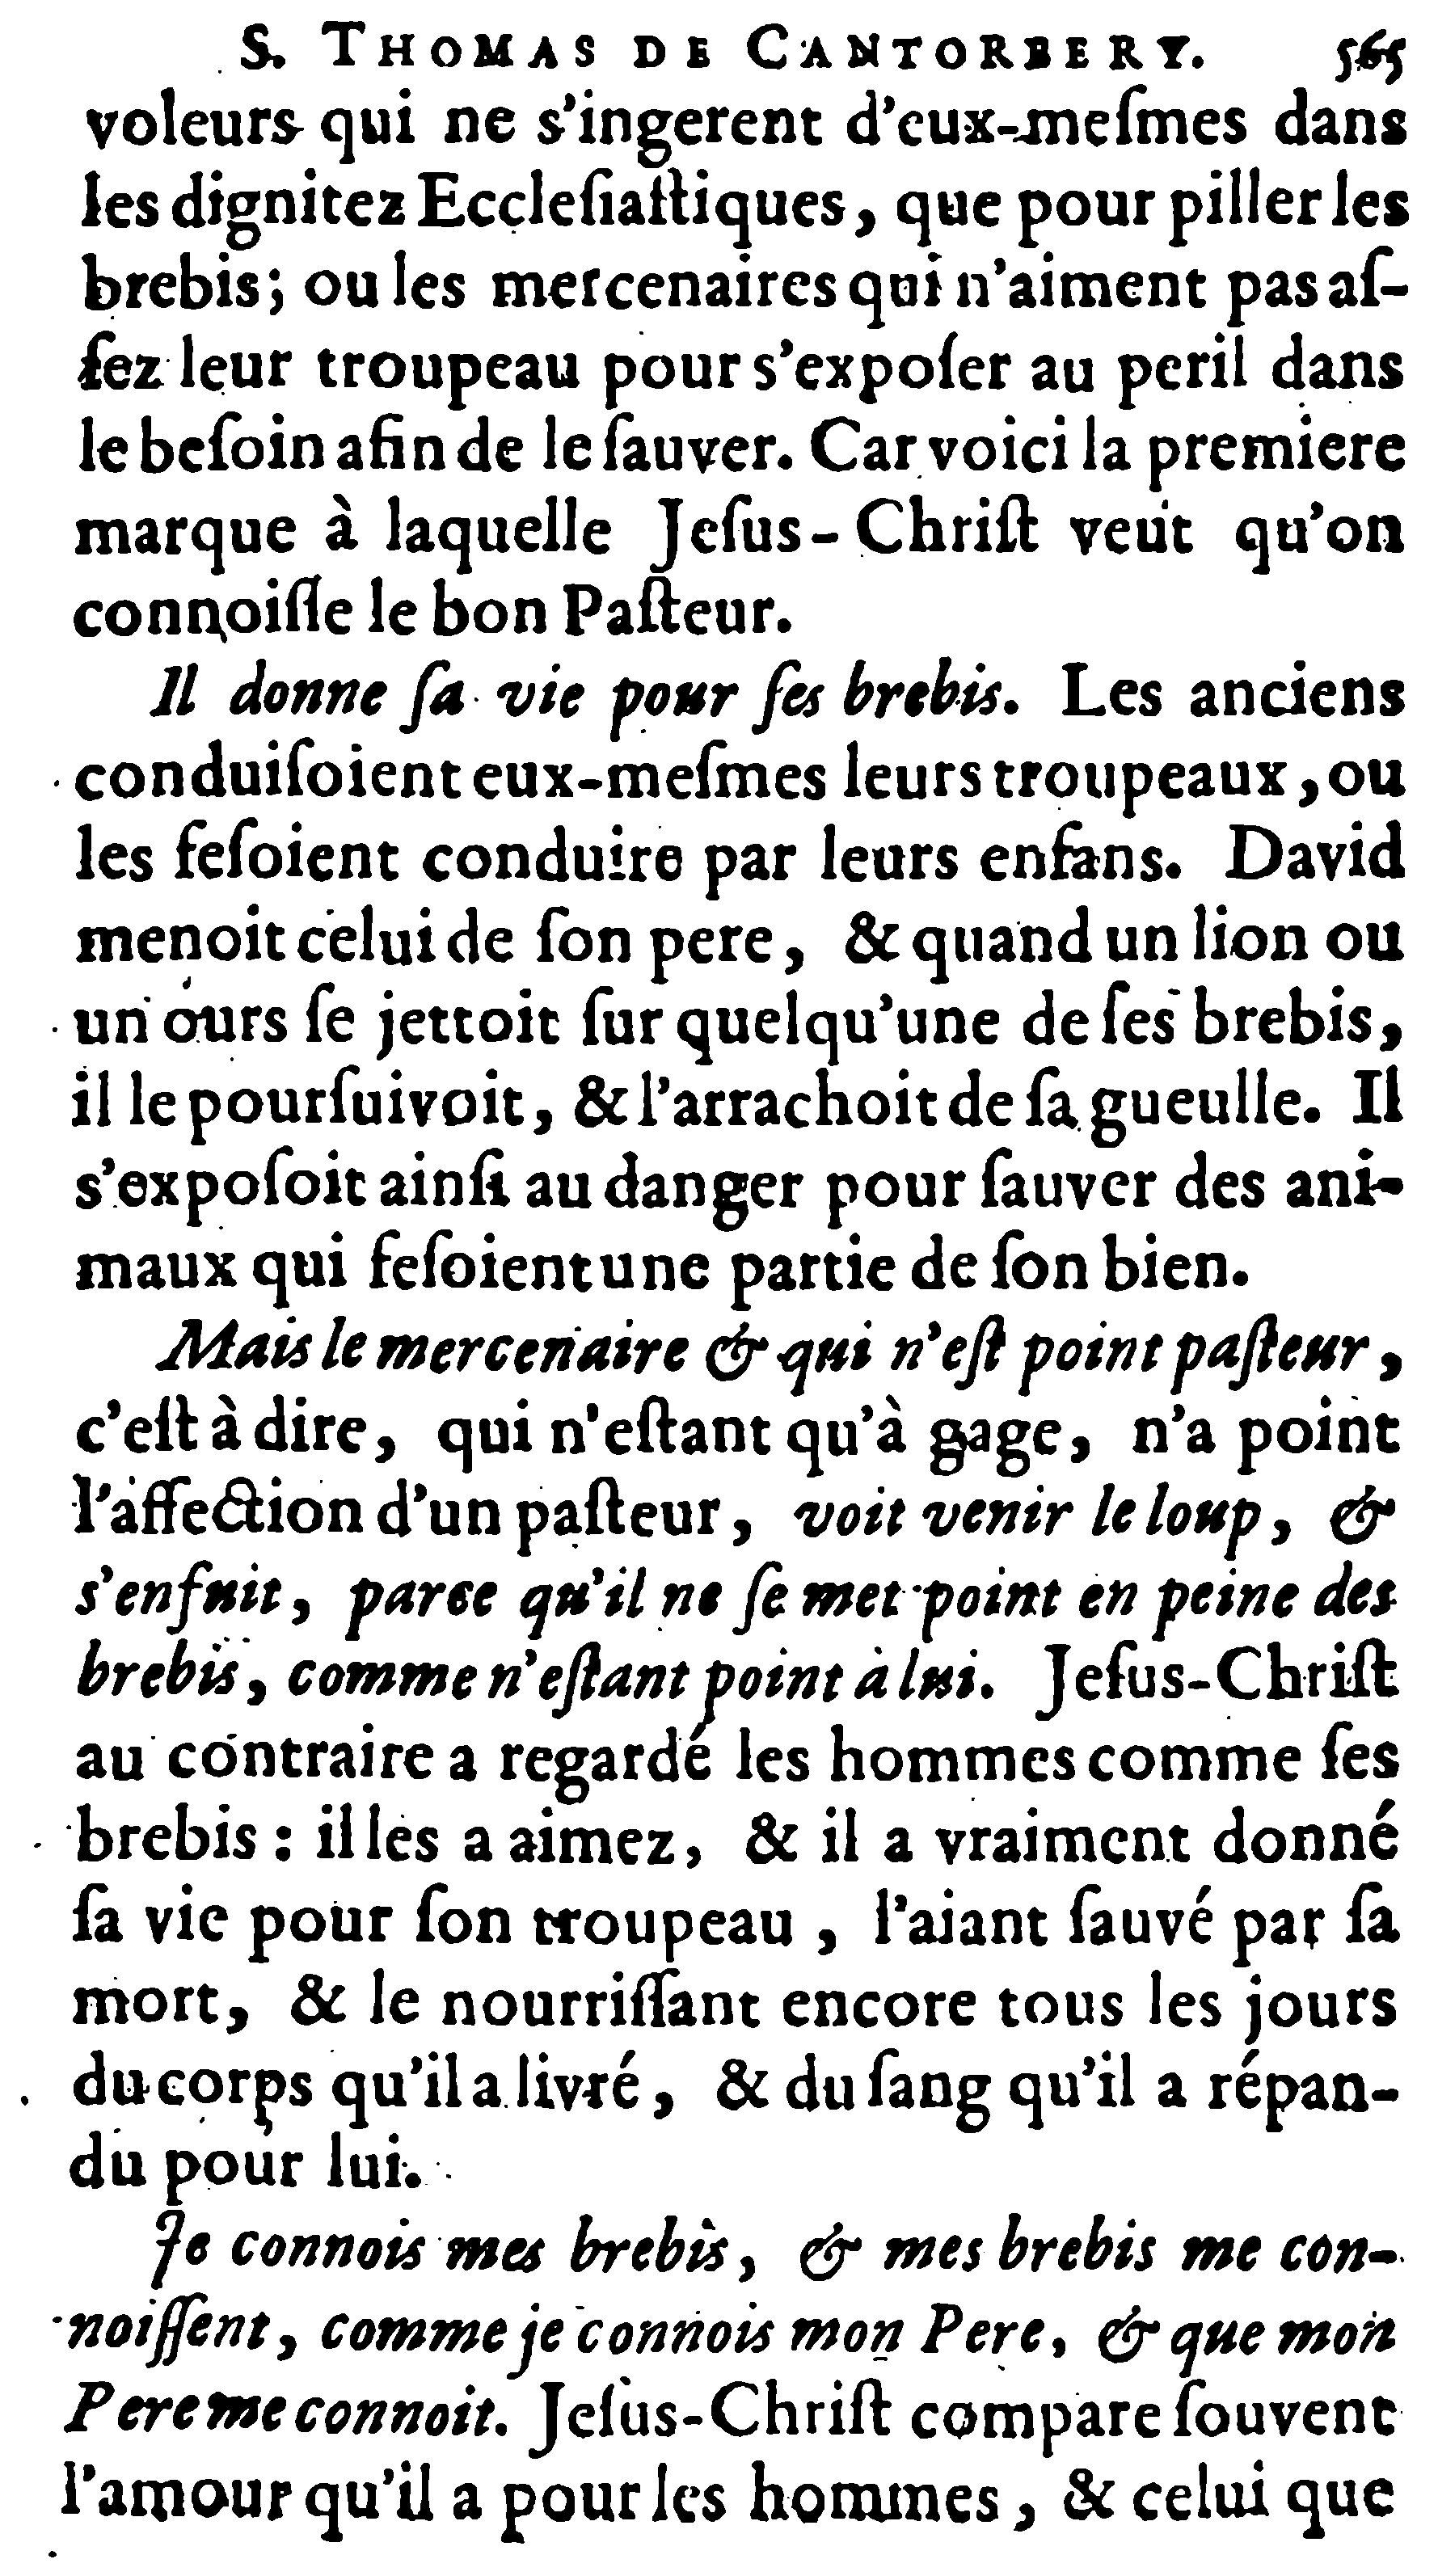 S. THOMAS DE CANTORBERY. 565
voleurs qui ne s'ingerent d'eux-meſmes dans
les dignitez Eccleſiaſtiques, que pour piller les
brebis; ou les mercenaires qui n'aiment pas aſ-
ſez leur troupeau pour s'expoſer au peril dans
le beſoin afin de le ſauver. Car voici la premiere
marque à laquelle Jeſus-Chriſt veut qu'on
connoiſſe le bon Paſteur.
Il donne ſa vie pour ſes brebis. Les anciens
conduiſoient eux-meſmes leurs troupeaux, ou
les feſoient conduire par leurs enfans. David
menoit celui de ſon pere, & quand un lion ou
un ours ſe jettoit ſur quelqu'une de ſes brebis,
il le pourſuivoit, & l'arrachoit de ſa gueulle. Il
s'expoſoit ainſi au danger pour ſauver des ani-
maux qui feſoient une partie de ſon bien.
Mais le mercenaire & qui n'eſt point paſteur,
c'eſt à dire, qui n'eſtant qu'à gage, n'a point
l'affection d'un paſteur, voit venir le loup, &
s'enfuit, parce qu'il ne ſe met point en peine des
brebis, comme n'eſtant point à lui. Jeſus-Chriſt
au contraire a regardé les hommes comme ſes
brebis : il les a aimez, & il a vraiment donné
ſa vie pour ſon troupeau, l'aiant ſauvé par ſa
mort, & le nourriſſant encore tous les jours
du corps qu'il a livré, & du ſang qu'il a répan-
du pour lui.
Je connois mes brebis, & mes brebis me con-
noiſſent, comme je connois mon Pere, & que mon
Pere me connoit. Jeſus-Chriſt compare ſouvent
l'amour qu'il a pour les hommes, & celui que